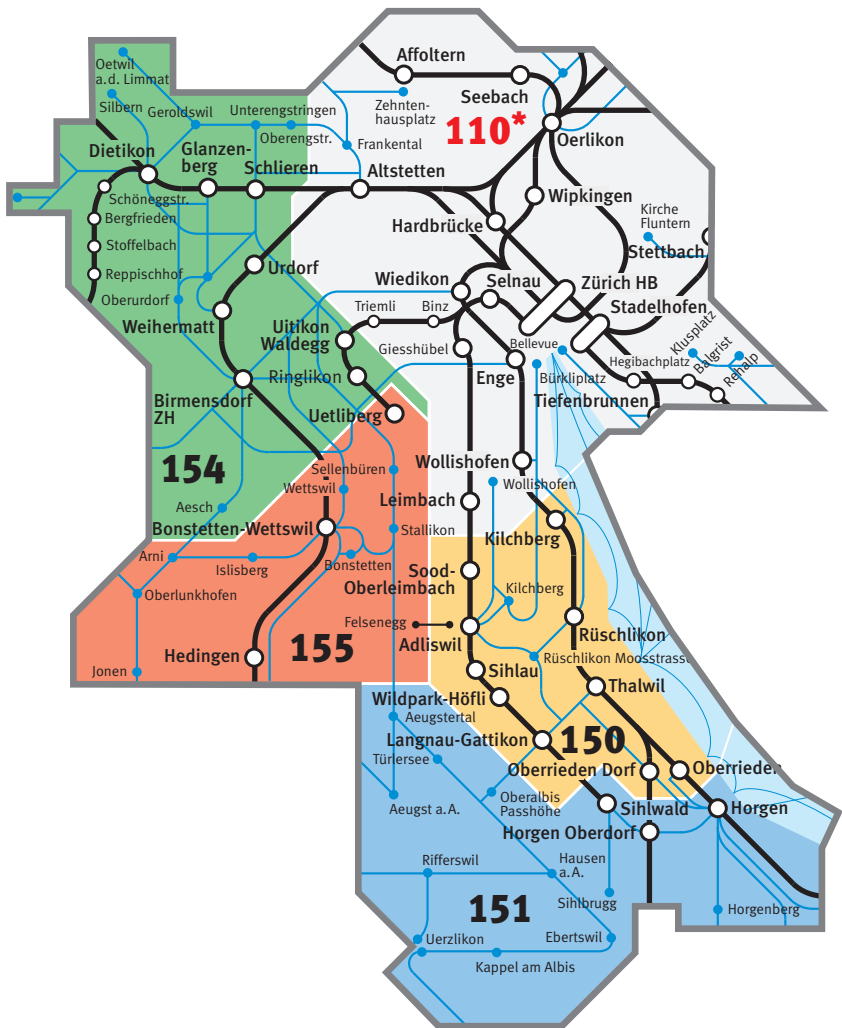 Affoltern
Oetwil
a.d. Limmat
Seebach
Silbern
Geroldswil
Unterengstringen
Zehnten-
hausplatz
110*
Oberengstr.
Frankental
Oerlikon
Dietikon
Glanzen-
berg
Schlieren
Altstetten
Schöneggstr.
Wipkingen
Bergfrieden
Hardbrücke
Kirche
Fluntern
Stoffelbach
Stettbach
Reppischhof
Urdorf
Wiedikon
Selnau
Zürich HB
Oberurdorf
Stadelhofen
Weihermatt
Uitikon
Waldegg
Triemli
Binz
Giesshübel
Bellevue
Klusplatz
Balgrist
Rehalp
Hegibachplatz
Ringlikon
Enge
Bürkliplatz
Birmensdorf
ZH
Uetliberg
Tiefenbrunnen
154
Sellenbüren
Wollishofen
Wettswil
Wollishofen
Aesch
Leimbach
Bonstetten-Wettswil
Stallikon
Kilchberg
Arni
Islisberg
Bonstetten
Sood-
Oberleimbach
Oberlunkhofen
Kilchberg
Felsenegg
Adliswil
Rüschlikon
155
Hedingen
Rüschlikon Moosstrasse
Jonen
Sihlau
Thalwil
Wildpark-Höfli
Aeugstertal
Langnau-Gattikon
150
Türlersee
Oberrieden Dorf
Oberrieden
Aeugst a.A.
Oberalbis
Passhöhe
Sihlwald
Horgen
Horgen Oberdorf
Rifferswil
Hausen
a.A.
Sihlbrugg
151
Horgenberg
Uerzlikon
Ebertswil
Kappel am Albis